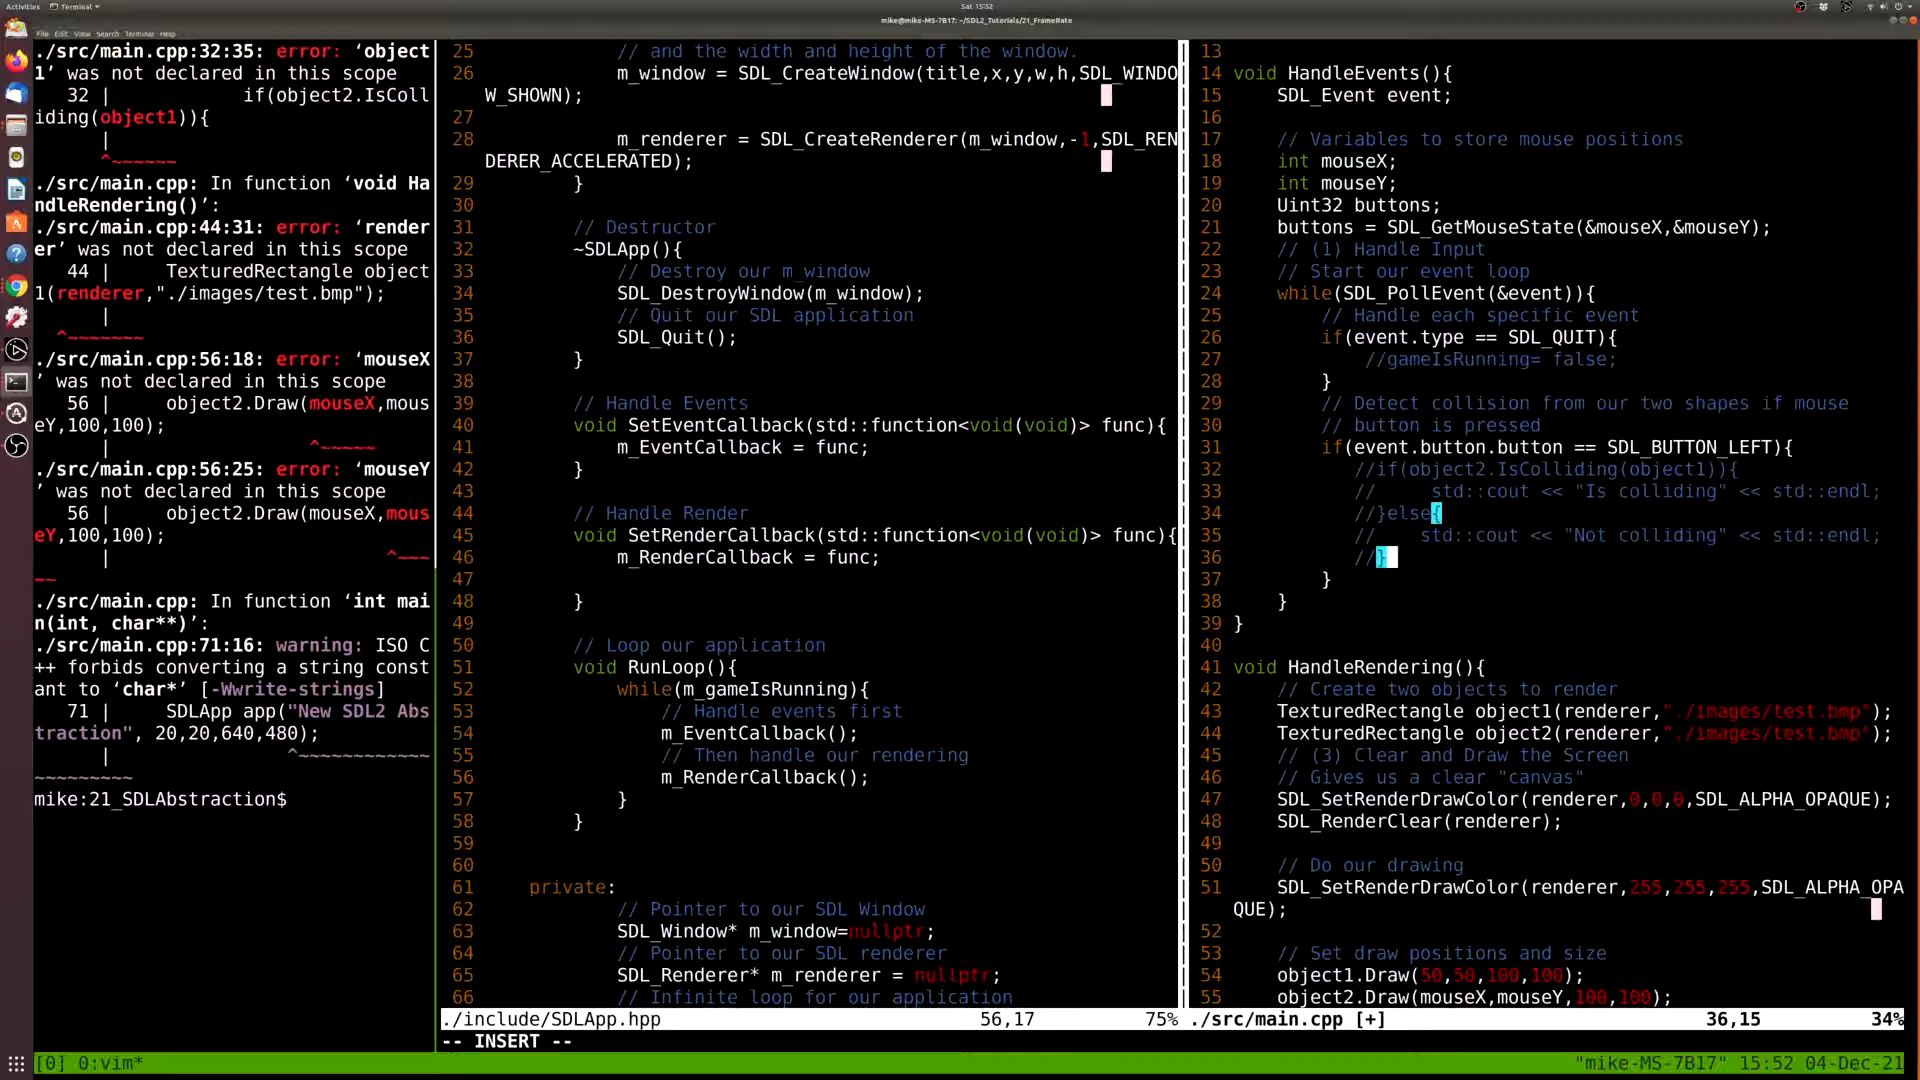 Activities
Terminal
Sat 15:52
mike@mike-MS-7B17: ~/SDL2_Tutorials/21_FrameRate
File Edit View Search Terminal Help
./src/main.cpp:32:35: error: ‘object
1’ was not declared in this scope
32 | if(object2.IsColl
iding(object1)){
|
^~~~~~~
./src/main.cpp: In function ‘void Ha
ndleRendering()’:
./src/main.cpp:44:31: error: ‘render
er’ was not declared in this scope
44 | TexturedRectangle object
1(renderer,"./images/test.bmp");
|
^~~~~~~~
./src/main.cpp:56:18: error: ‘mouseX
’ was not declared in this scope
56 | object2.Draw(mouseX,mous
eY,100,100);
| ^~~~~~
./src/main.cpp:56:25: error: ‘mouseY
’ was not declared in this scope
56 | object2.Draw(mouseX,mous
eY,100,100);
| ^~~~
~~
./src/main.cpp: In function ‘int mai
n(int, char**)’:
./src/main.cpp:71:16: warning: ISO C
++ forbids converting a string const
ant to ‘char*’ [-Wwrite-strings]
71 | SDLApp app("New SDL2 Abs
traction", 20,20,640,480);
| ^~~~~~~~~~~~~
~~~~~~~~~
mike:21_SDLAbstraction$
25 // and the width and height of the window.
26 m_window = SDL_CreateWindow(title,x,y,w,h,SDL_WINDO
W_SHOWN);
27
28 m_renderer = SDL_CreateRenderer(m_window,-1,SDL_REN
DERER_ACCELERATED);
29 }
30
31 // Destructor
32 ~SDLApp(){
33 // Destroy our m_window
34 SDL_DestroyWindow(m_window);
35 // Quit our SDL application
36 SDL_Quit();
37 }
38
39 // Handle Events
40 void SetEventCallback(std::function<void(void)> func){
41 m_EventCallback = func;
42 }
43
44 // Handle Render
45 void SetRenderCallback(std::function<void(void)> func){
46 m_RenderCallback = func;
47
48 }
49
50 // Loop our application
51 void RunLoop(){
52 while(m_gameIsRunning){
53 // Handle events first
54 m_EventCallback();
55 // Then handle our rendering
56 m_RenderCallback();
57 }
58 }
59
60
61 private:
62 // Pointer to our SDL Window
63 SDL_Window* m_window=nullptr;
64 // Pointer to our SDL renderer
65 SDL_Renderer* m_renderer = nullptr;
66 // Infinite loop for our application
./include/SDLApp.hpp 56,17 75%
-- INSERT --
13
14 void HandleEvents(){
15 SDL_Event event;
16
17 // Variables to store mouse positions
18 int mouseX;
19 int mouseY;
20 Uint32 buttons;
21 buttons = SDL_GetMouseState(&mouseX,&mouseY);
22 // (1) Handle Input
23 // Start our event loop
24 while(SDL_PollEvent(&event)){
25 // Handle each specific event
26 if(event.type == SDL_QUIT){
27 //gameIsRunning= false;
28 }
29 // Detect collision from our two shapes if mouse
30 // button is pressed
31 if(event.button.button == SDL_BUTTON_LEFT){
32 //if(object2.IsColliding(object1)){
33 // std::cout << "Is colliding" << std::endl;
34 //}else{
35 // std::cout << "Not colliding" << std::endl;
36 //}
37 }
38 }
39 }
40
41 void HandleRendering(){
42 // Create two objects to render
43 TexturedRectangle object1(renderer,"./images/test.bmp");
44 TexturedRectangle object2(renderer,"./images/test.bmp");
45 // (3) Clear and Draw the Screen
46 // Gives us a clear "canvas"
47 SDL_SetRenderDrawColor(renderer,0,0,0,SDL_ALPHA_OPAQUE);
48 SDL_RenderClear(renderer);
49
50 // Do our drawing
51 SDL_SetRenderDrawColor(renderer,255,255,255,SDL_ALPHA_OPA
QUE);
52
53 // Set draw positions and size
54 object1.Draw(50,50,100,100);
55 object2.Draw(mouseX,mouseY,100,100);
./src/main.cpp [+] 36,15 34%
[0] 0:vim* "mike-MS-7B17" 15:52 04-Dec-21